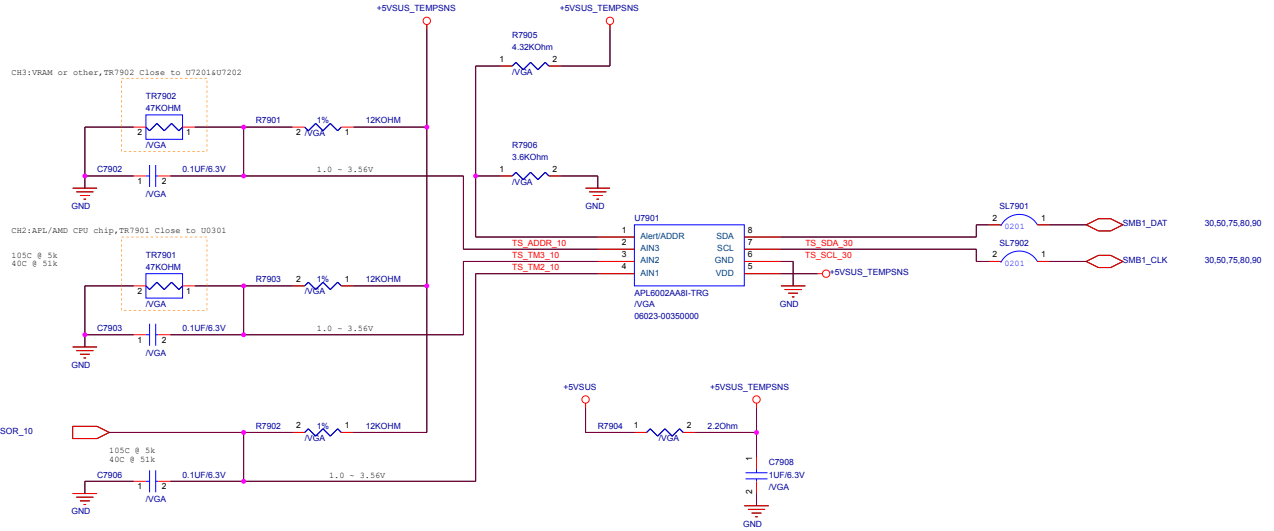 +5VSUS_TEMPSNS
+5VSUS_TEMPSNS
R7905
4.32KOhm
1 2
/VGA
CH3:VRAM or other,TR7902 Close to U7201&U7202
TR7902
47KOHM
2 1
/VGA
R7901 2 1% 1 12KOHM
/VGA
C7902 0.1UF/6.3V
1 2
/VGA
1.0 ~ 3.56V
GND
R7906
3.6KOhm
1 2
/VGA
GND
CH2:APL/AMD CPU chip,TR7901 Close to U0301
105C @ 5k
40C @ 51k
TR7901
47KOHM
2 1
/VGA
R7903 2 1% 1 12KOHM
/VGA
C7903 0.1UF/6.3V
1 2
/VGA
1.0 ~ 3.56V
GND
U7901
1 Alert/ADDR SDA 8
TS_ADDR_10 2 AIN3 SCL 7 TS_SDA_30
TS_TM3_10 3 AIN2 GND 6 TS_SCL_30
TS_TM2_10 4 AIN1 VDD 5 +5VSUS_TEMPSNS
APL6002AA8I-TRG
/VGA
06023-00350000
GND
SL7901
2 1
0201
SMB1_DAT 30,50,75,80,90
SL7902
2 1
0201
SMB1_CLK 30,50,75,80,90
SOR_10
R7902 2 1% 1 12KOHM
/VGA
105C @ 5k
40C @ 51k
C7906 0.1UF/6.3V
1 2
/VGA
1.0 ~ 3.56V
GND
+5VSUS
+5VSUS_TEMPSNS
R7904 1 2 2.2Ohm
/VGA
1
C7908
1UF/6.3V
/VGA
2
GND